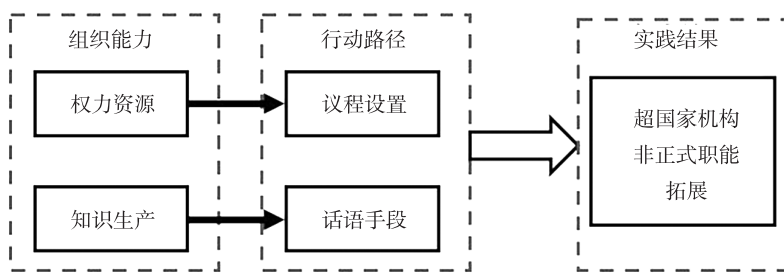 组织能力
权力资源
知识生产
行动路径
议程设置
话语手段
实践结果
超国家机构
非正式职能
拓展